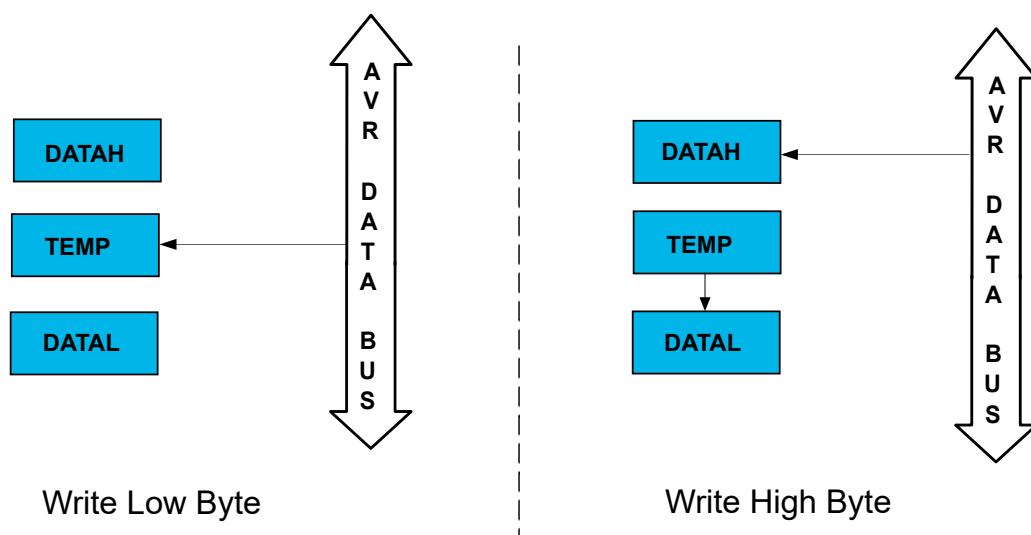 DATAH
TEMP
DATAL
AVR DATA BUS
Write Low Byte
DATAH
TEMP
DATAL
AVR DATA BUS
Write High Byte